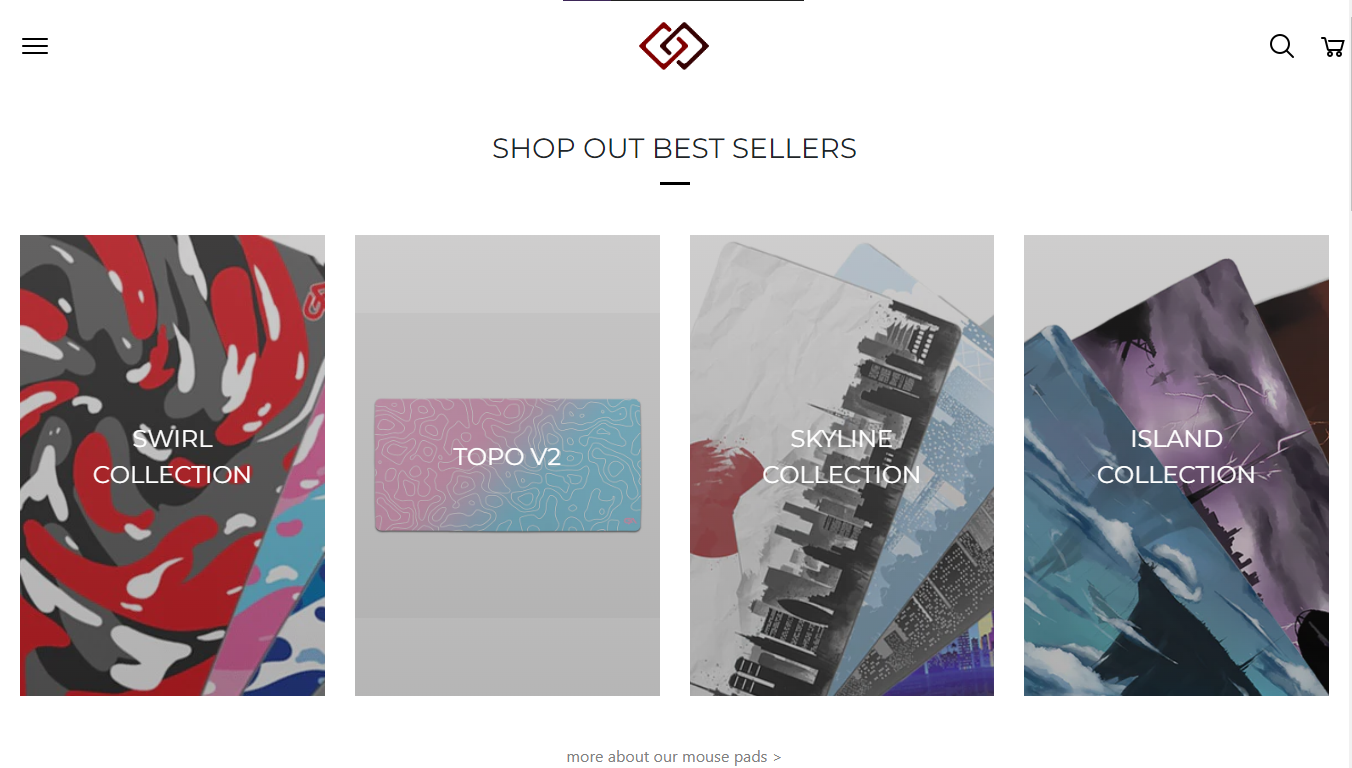 SHOP OUT BEST SELLERS
SWIRL
COLLECTION
TOPO V2
SKYLINE
COLLECTION
ISLAND
COLLECTION
more about our mouse pads >